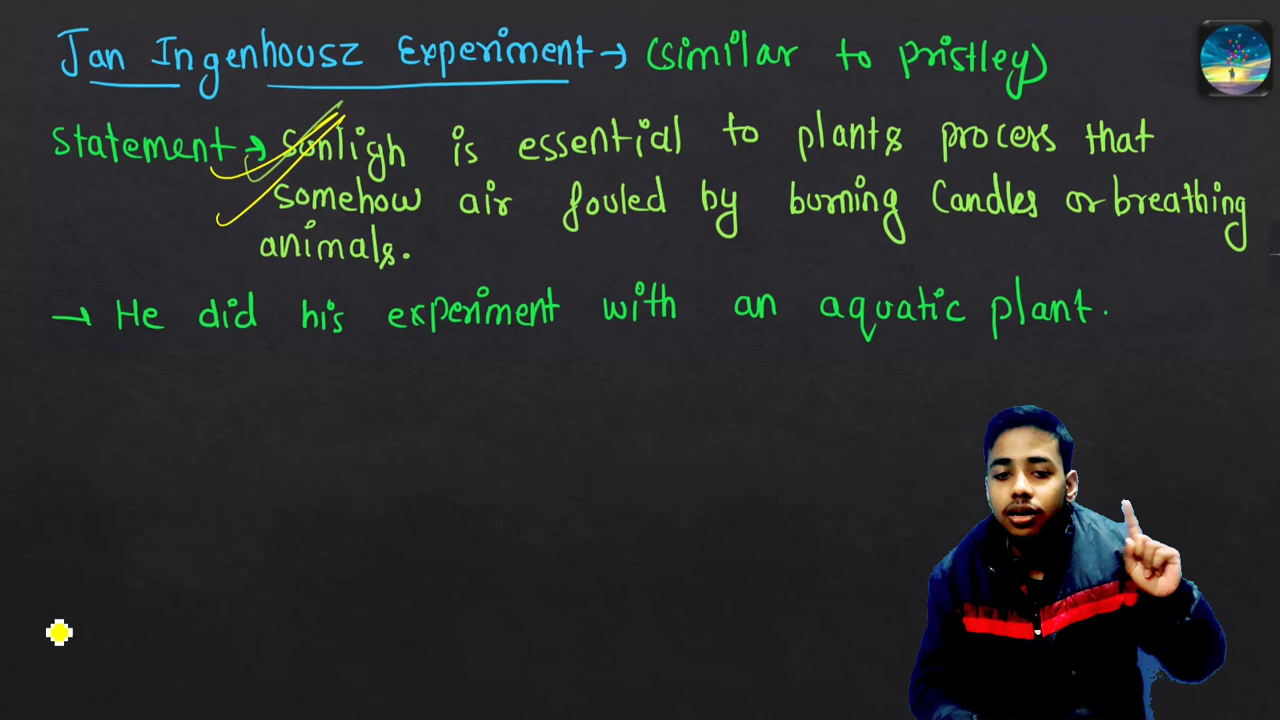 Jan Ingenhousz Experiment → (similar to pristley)
Statement → Sunligh is essential to plants process that
somehow air fouled by burning Candles or breathing
animals.
→ He did his experiment with an aquatic plant.